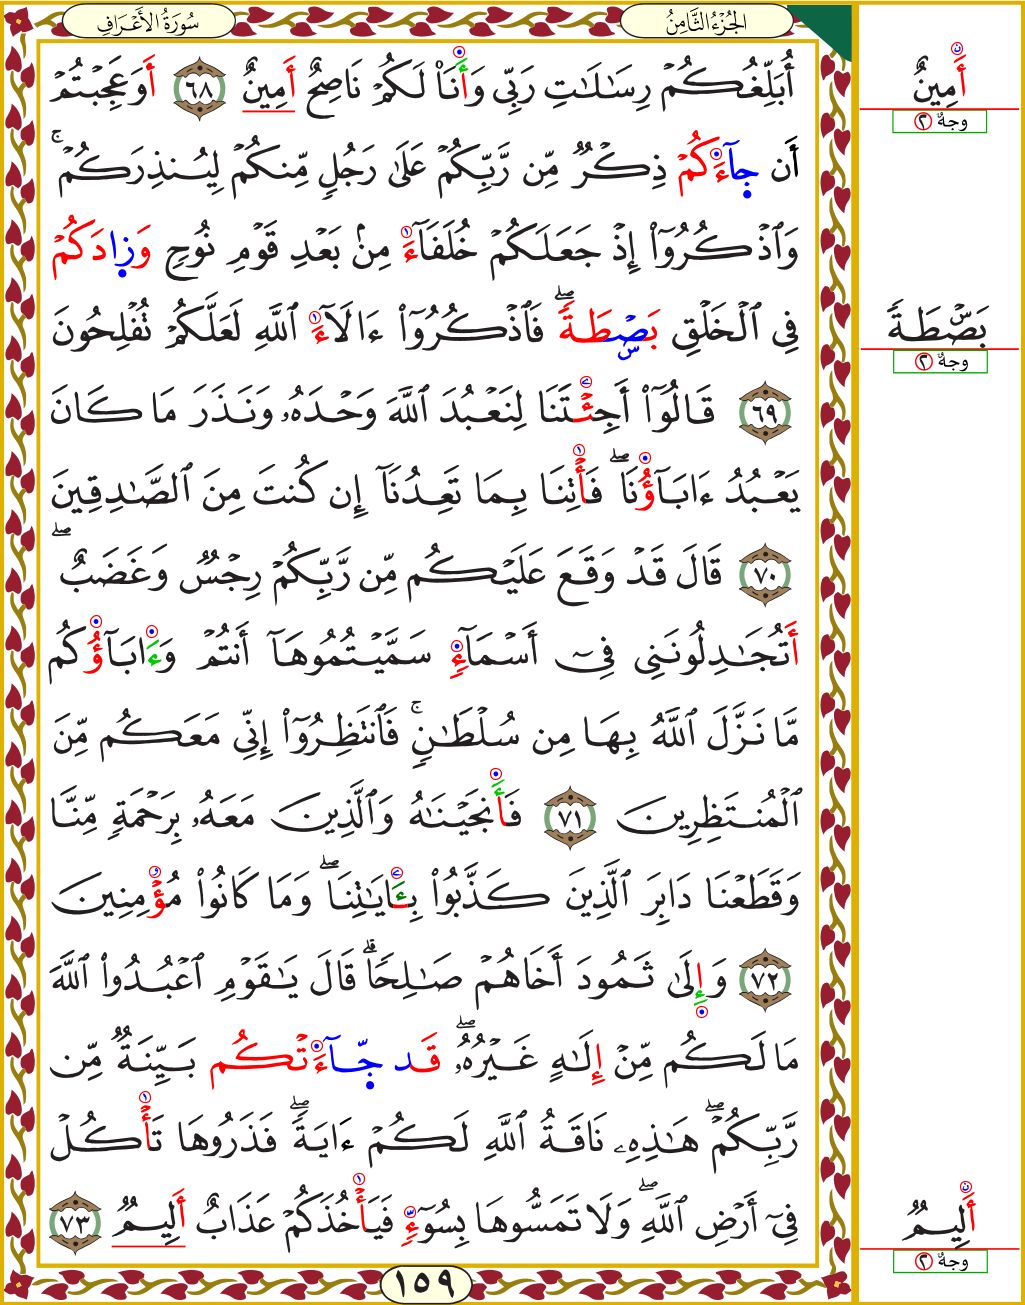 سُورَةُ الأَعْرَافِ
الجُزْءُ الثَّامِنُ
أُبَلِّغُكُمْ رِسَـٰلَـٰتِ رَبِّى وَأَنَا۠ لَكُمْ نَاصِحٌ أَمِينٌ ٦٨ أَوَعَجِبْتُمْ
أَن جَآءَكُمْ ذِكْرٌ مِّن رَّبِّكُمْ عَلَىٰ رَجُلٍ مِّنكُمْ لِيُنذِرَكُمْ ۚ
وَٱذْكُرُوٓا۟ إِذْ جَعَلَكُمْ خُلَفَآءَ مِنۢ بَعْدِ قَوْمِ نُوحٍ وَزَادَكُمْ
فِى ٱلْخَلْقِ بَصْۜطَةً ۖ فَٱذْكُرُوٓا۟ ءَالَآءَ ٱللَّهِ لَعَلَّكُمْ تُفْلِحُونَ
٦٩ قَالُوٓا۟ أَجِئْتَنَا لِنَعْبُدَ ٱللَّهَ وَحْدَهُۥ وَنَذَرَ مَا كَانَ
يَعْبُدُ ءَابَآؤُنَا ۖ فَأْتِنَا بِمَا تَعِدُنَآ إِن كُنتَ مِنَ ٱلصَّـٰدِقِينَ
٧٠ قَالَ قَدْ وَقَعَ عَلَيْكُم مِّن رَّبِّكُمْ رِجْسٌ وَغَضَبٌ ۖ
أَتُجَـٰدِلُونَنِى فِىٓ أَسْمَآءٍ سَمَّيْتُمُوهَآ أَنتُمْ وَءَابَآؤُكُم
مَّا نَزَّلَ ٱللَّهُ بِهَا مِن سُلْطَـٰنٍ ۚ فَٱنتَظِرُوٓا۟ إِنِّى مَعَكُم مِّنَ
ٱلْمُنتَظِرِينَ ٧١ فَأَنجَيْنَـٰهُ وَٱلَّذِينَ مَعَهُۥ بِرَحْمَةٍ مِّنَّا
وَقَطَعْنَا دَابِرَ ٱلَّذِينَ كَذَّبُوا۟ بِـَٔايَـٰتِنَا ۖ وَمَا كَانُوا۟ مُؤْمِنِينَ
٧٢ وَإِلَىٰ ثَمُودَ أَخَاهُمْ صَـٰلِحًا ۗ قَالَ يَـٰقَوْمِ ٱعْبُدُوا۟ ٱللَّهَ
مَا لَكُم مِّنْ إِلَـٰهٍ غَيْرُهُۥ ۖ قَدْ جَآءَتْكُم بَيِّنَةٌ مِّن
رَّبِّكُمْ ۖ هَـٰذِهِۦ نَاقَةُ ٱللَّهِ لَكُمْ ءَايَةً ۖ فَذَرُوهَا تَأْكُلْ
فِىٓ أَرْضِ ٱللَّهِ ۖ وَلَا تَمَسُّوهَا بِسُوٓءٍ فَيَأْخُذَكُمْ عَذَابٌ أَلِيمٌ ٧٣
١٥٩
أَمِينٌ
وجهٌ ٢
بَصْۜطَةً
وجهٌ ٢
أَلِيمٌ
وجهٌ ٢